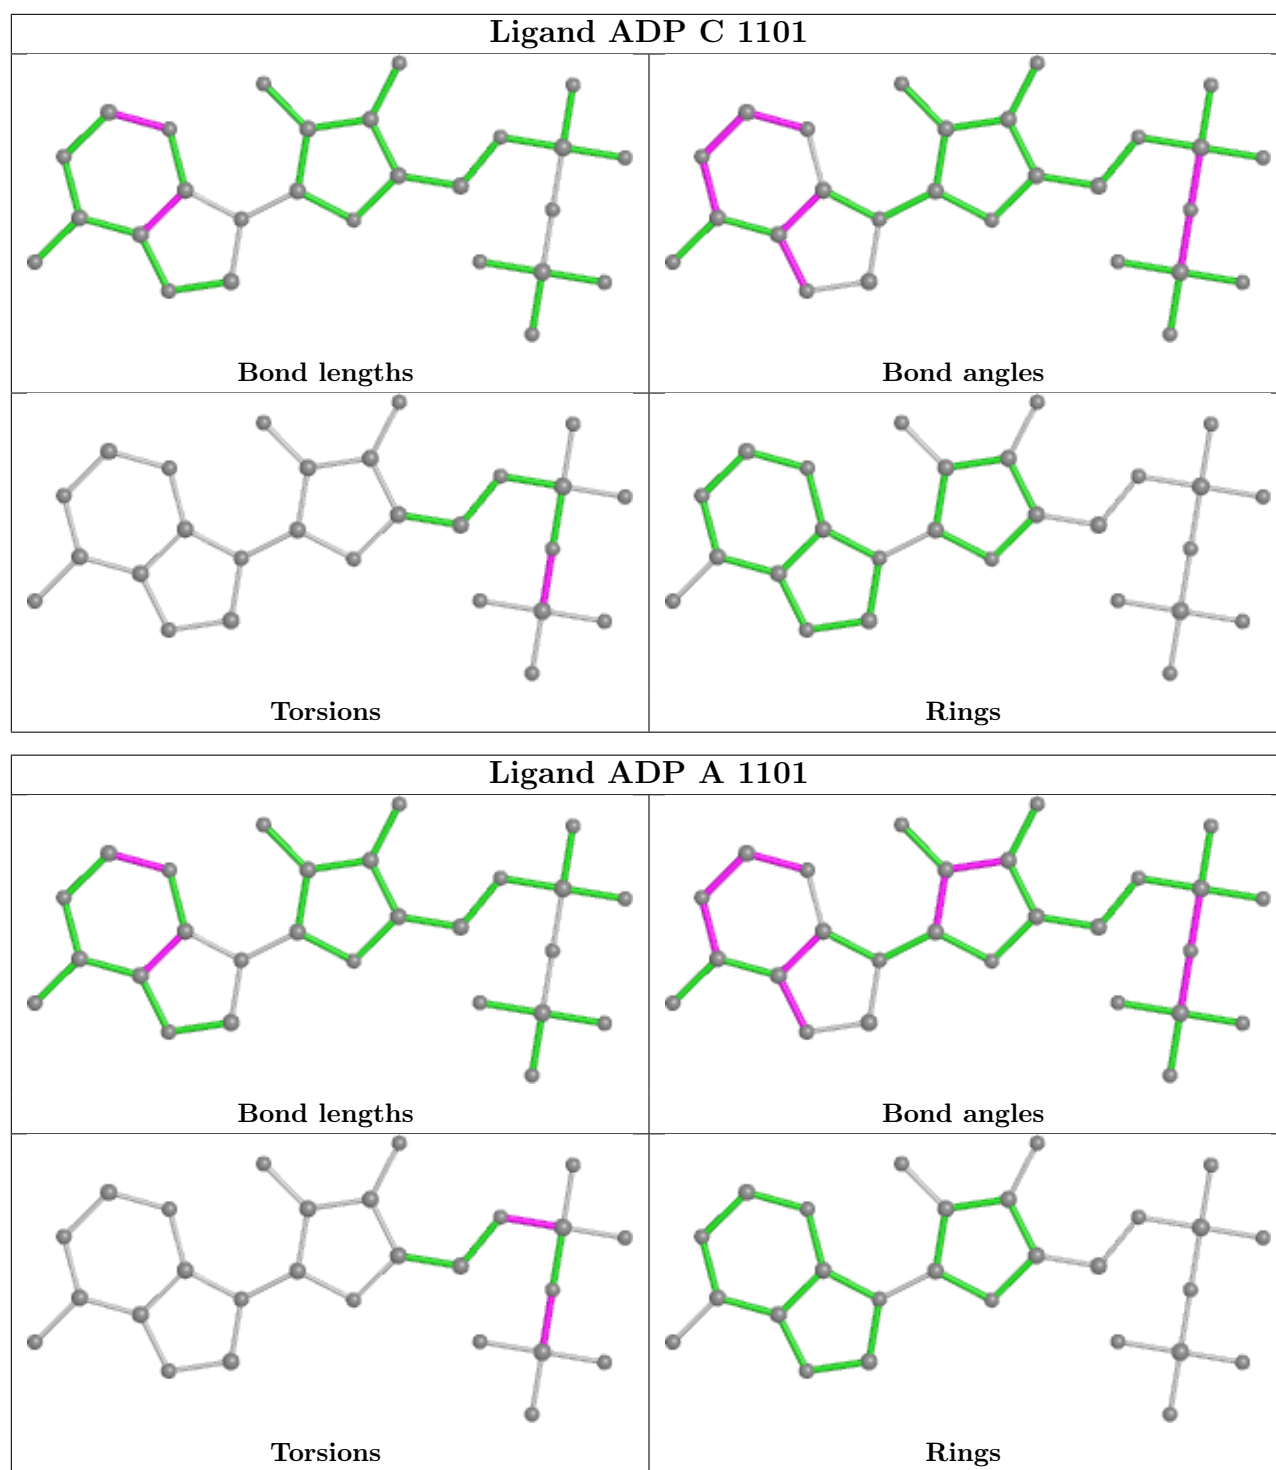 Ligand ADP C 1101
Bond lengths
Bond angles
Torsions
Rings
Ligand ADP A 1101
Bond lengths
Bond angles
Torsions
Rings